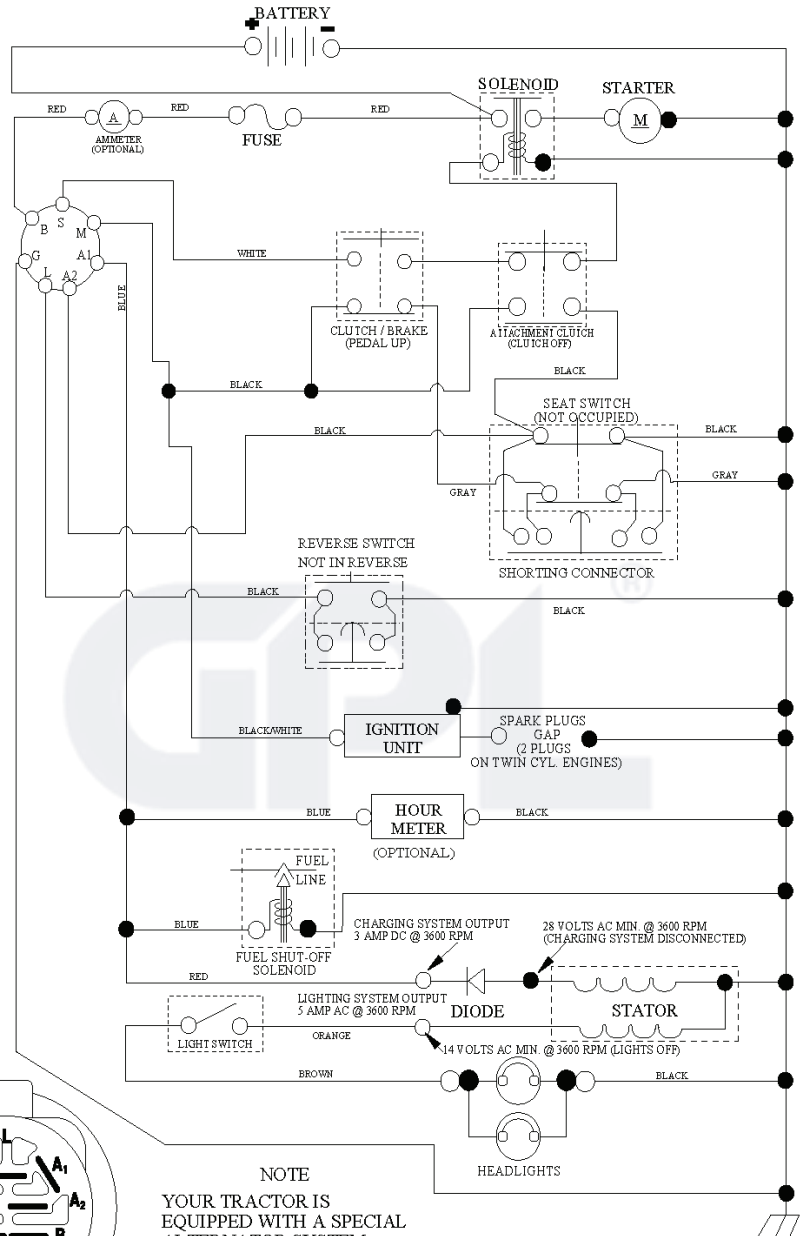 BATTERY
+ -
SOLENOID
STARTER
RED
RED
RED
A
M
AMMETER
(OPTIONAL)
FUSE
B
S
M
G
A1
L
A2
WHITE
BLUE
CLUTCH / BRAKE
(PEDAL UP)
ATTACHMENT CLUTCH
(CLUTCH OFF)
BLACK
BLACK
SEAT SWITCH
(NOT OCCUPIED)
BLACK
BLACK
GRAY
GRAY
REVERSE SWITCH
NOT IN REVERSE
SHORTING CONNECTOR
BLACK
BLACK
GPL ®
BLACK/WHITE
IGNITION
UNIT
SPARK PLUGS
GAP
(2 PLUGS
ON TWIN CYL. ENGINES)
BLUE
HOUR
METER
BLACK
(OPTIONAL)
FUEL
LINE
BLUE
FUEL SHUT-OFF
SOLENOID
CHARGING SYSTEM OUTPUT
3 AMP DC @ 3600 RPM
28 VOLTS AC MIN. @ 3600 RPM
(CHARGING SYSTEM DISCONNECTED)
RED
LIGHTING SYSTEM OUTPUT
5 AMP AC @ 3600 RPM
DIODE
STATOR
LIGHT SWITCH
ORANGE
14 VOLTS AC MIN. @ 3600 RPM (LIGHTS OFF)
BROWN
BLACK
HEADLIGHTS
L
A1
A2
B
NOTE
YOUR TRACTOR IS
EQUIPPED WITH A SPECIAL
ALTERNATOR SYSTEM